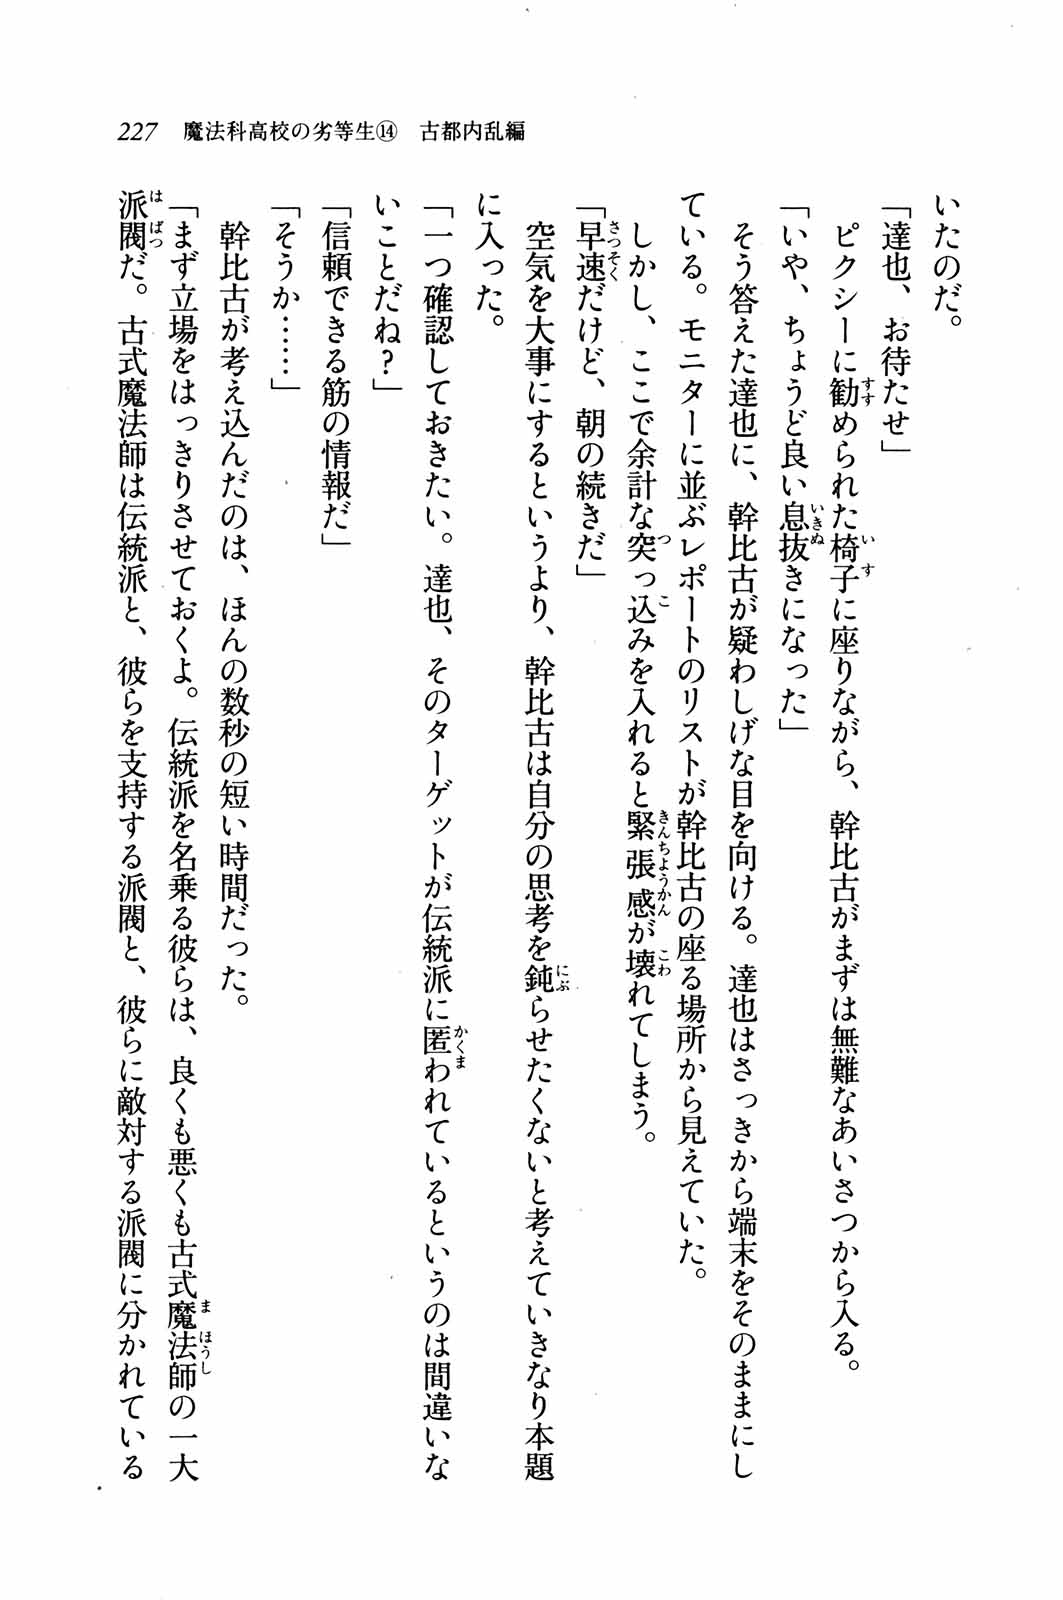 227 魔法科高校の劣等生⑭ 古都内乱編
いたのだ。
「達也、お待たせ」
ピクシーに勧められた椅子に座りながら、幹比古がまずは無難なあいさつから入る。
「いや、ちょうど良い息抜きになった」
そう答えた達也に、幹比古が疑わしげな目を向ける。達也はさっきから端末をそのままにし
ている。モニターに並ぶレポートのリストが幹比古の座る場所から見えていた。
しかし、ここで余計な突っ込みを入れると緊張感が壊れてしまう。
「早速だけど、朝の続きだ」
空気を大事にするというより、幹比古は自分の思考を鈍らせたくないと考えていきなり本題
に入った。
「一つ確認しておきたい。達也、そのターゲットが伝統派に匿われているというのは間違いな
いことだね?」
「信頼できる筋の情報だ」
「そうか……」
幹比古が考え込んだのは、ほんの数秒の短い時間だった。
「まず立場をはっきりさせておくよ。伝統派を名乗る彼らは、良くも悪くも古式魔法師の一大
派閥だ。古式魔法師は伝統派と、彼らを支持する派閥と、彼らに敵対する派閥に分かれている